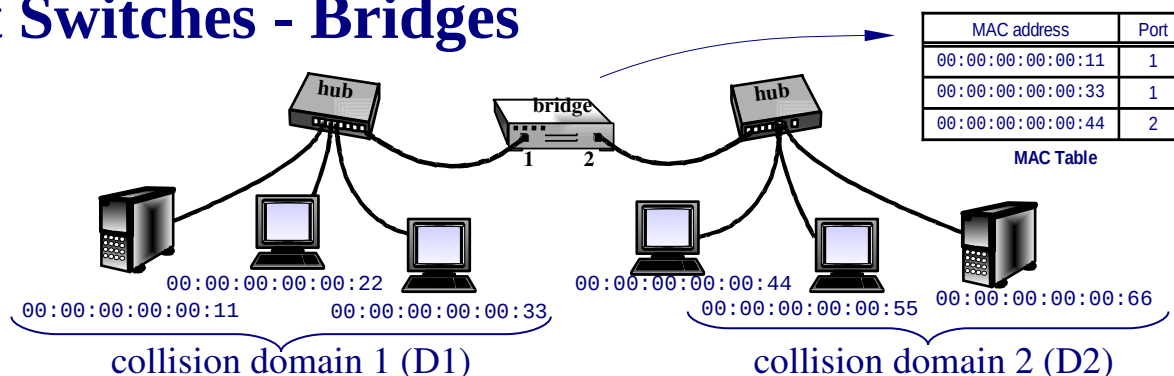 t Switches - Bridges
MAC address Port
00:00:00:00:00:11 1
00:00:00:00:00:33 1
00:00:00:00:00:44 2
MAC Table
hub
bridge
hub
1 2
00:00:00:00:00:22
00:00:00:00:00:11
00:00:00:00:00:33
00:00:00:00:00:44
00:00:00:00:00:55
00:00:00:00:00:66
collision domain 1 (D1)
collision domain 2 (D2)